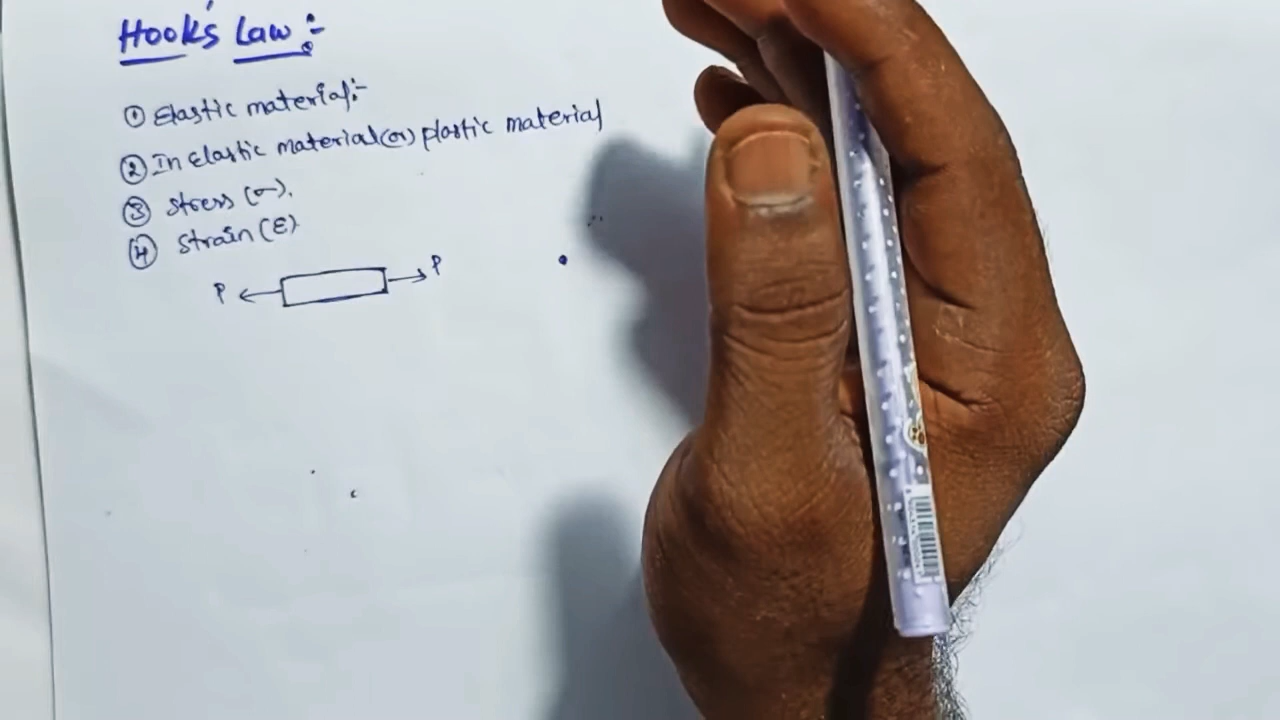 Hook's Law :-
① Elastic material:-
② In elastic material (or) plastic material
③ Stress (σ).
④ Strain (ε)
P P